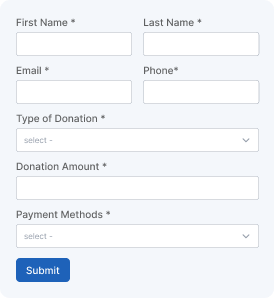 First Name * Last Name *
Email * Phone*
Type of Donation *
select -
Donation Amount *
Payment Methods *
select -
Submit